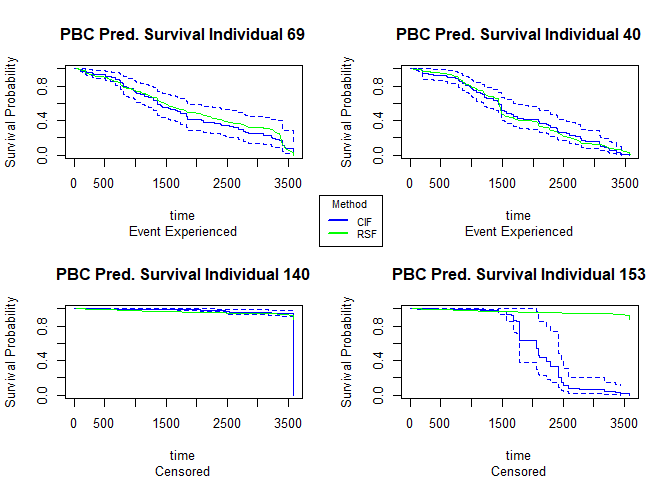 PBC Pred. Survival Individual 69
Survival Probability
0.0 0.4 0.8
0 500 1500 2500 3500
time
Event Experienced
PBC Pred. Survival Individual 40
Survival Probability
0.0 0.4 0.8
0 500 1500 2500 3500
time
Event Experienced
Method
CIF
RSF
PBC Pred. Survival Individual 140
Survival Probability
0.0 0.4 0.8
0 500 1500 2500 3500
time
Censored
PBC Pred. Survival Individual 153
Survival Probability
0.0 0.4 0.8
0 500 1500 2500 3500
time
Censored